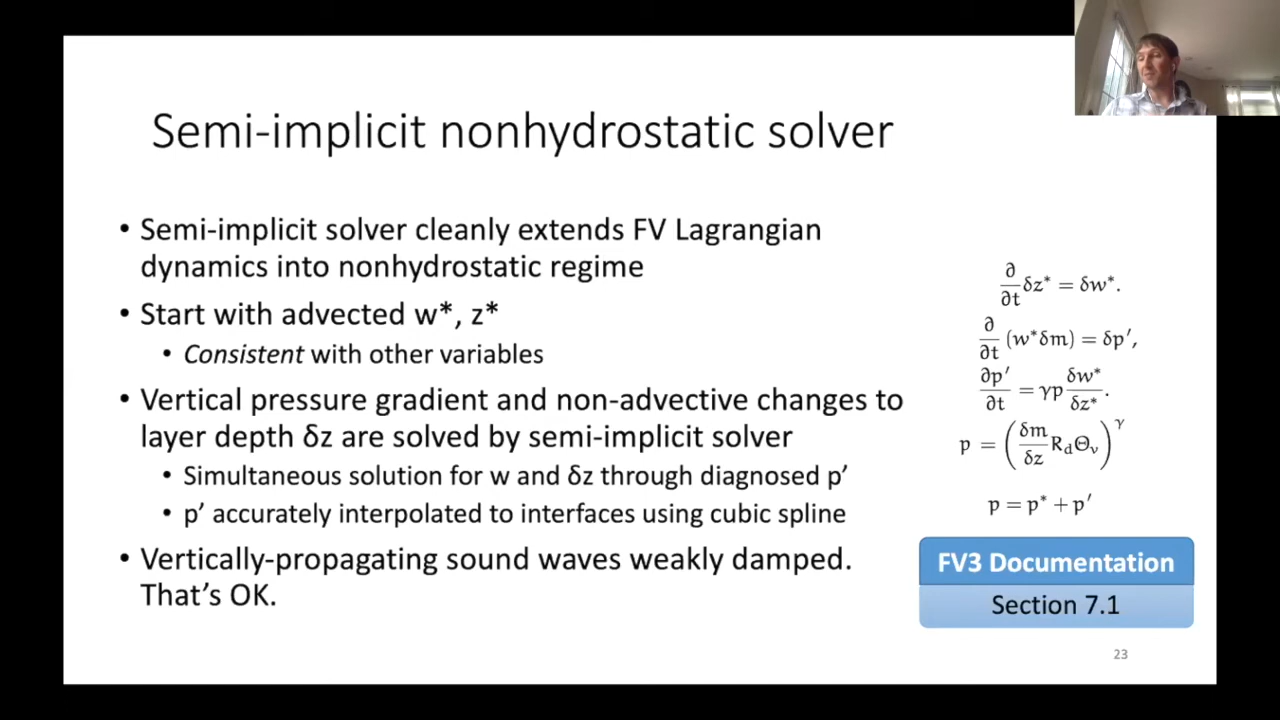 Semi-implicit nonhydrostatic solver
• Semi-implicit solver cleanly extends FV Lagrangian
dynamics into nonhydrostatic regime
• Start with advected w*, z*
• Consistent with other variables
• Vertical pressure gradient and non-advective changes to
layer depth δz are solved by semi-implicit solver
• Simultaneous solution for w and δz through diagnosed p’
• p’ accurately interpolated to interfaces using cubic spline
• Vertically-propagating sound waves weakly damped.
That’s OK.
∂/∂t δz* = δw*.
∂/∂t (w*δm) = δp′,
∂p′/∂t = γp δw*/δz*.
p = (δm/δz R_dΘ_v)^γ
p = p* + p′
FV3 Documentation
Section 7.1
23